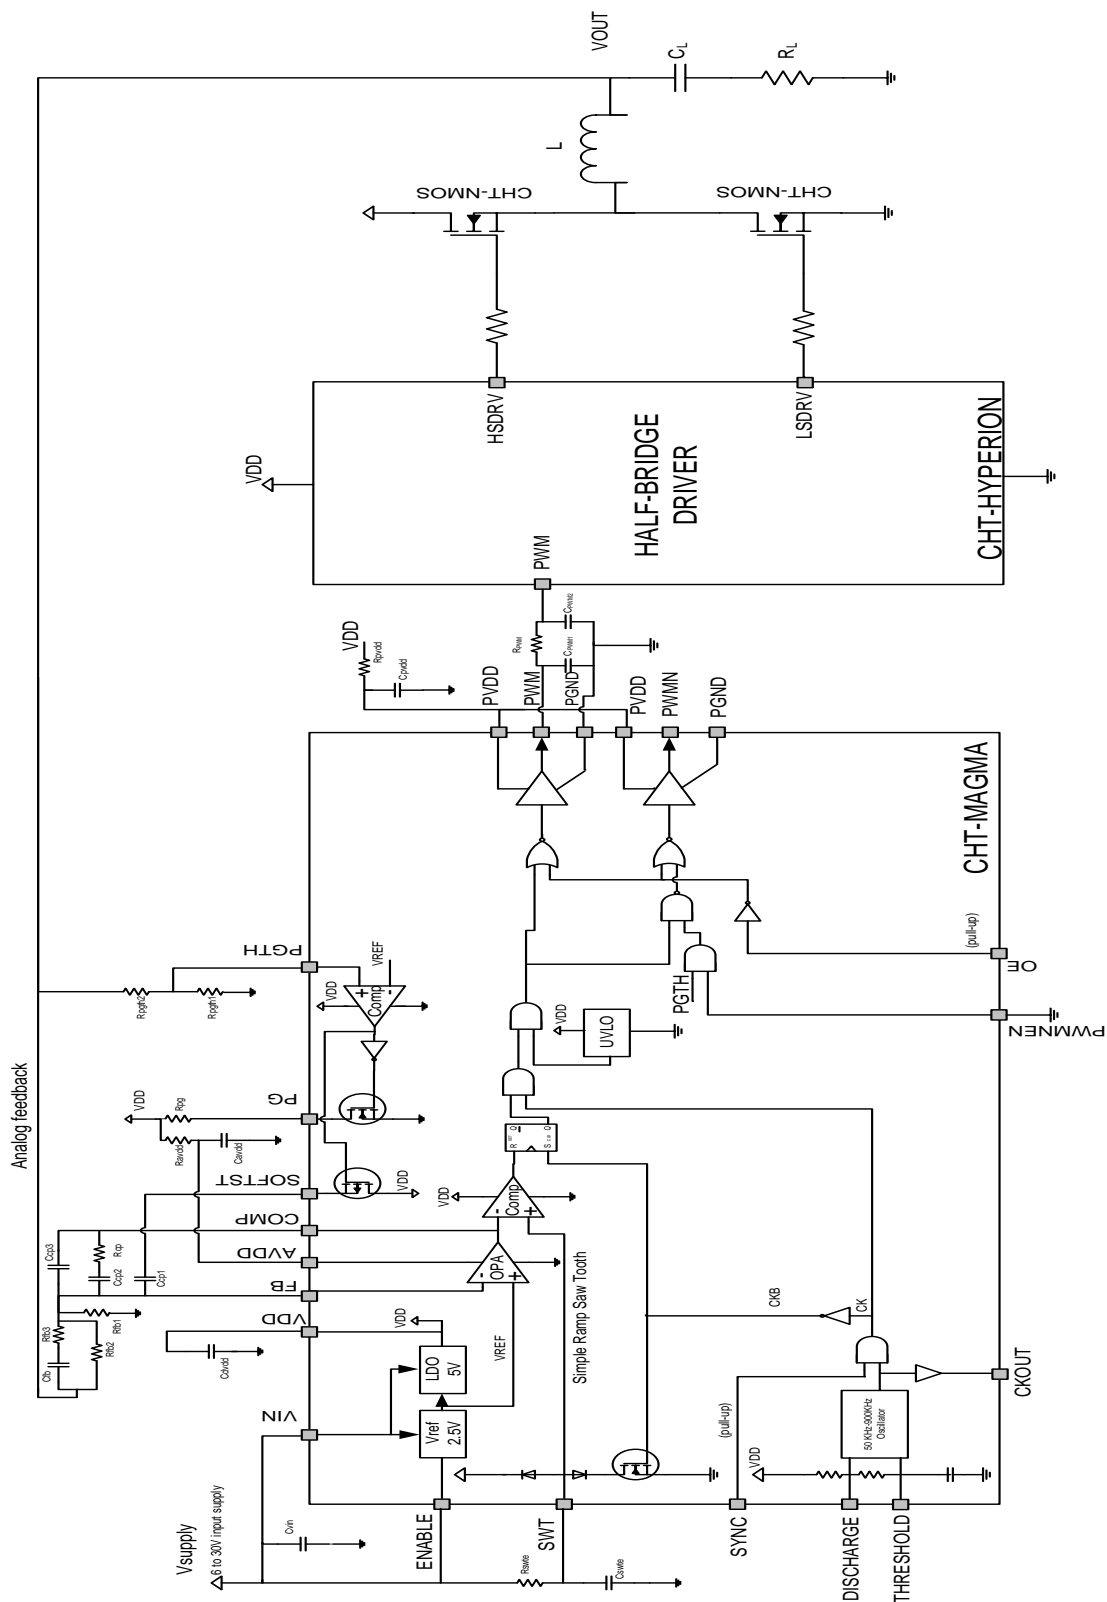 Analog feedback
VOUT
CL
RL
L
CHT-NMOS
CHT-NMOS
HSDRV
LSDRV
VDD
HALF-BRIDGE
DRIVER
CHT-HYPERION
PWM
RPWM
CPWM1
CPWM2
VDD
Rpvdd
Cpvdd
PVDD
PWM
PGND
PVDD
PWMN
PGND
CHT-MAGMA
Rpgth2
Rpgth1
PGTH
VREF
VDD
Comp
+
-
PGTH
(pull-up)
OE
PWMNEN
UVLO
VDD
VDD
Rpg
Ravdd
Cavdd
PG
SOFTST
VDD
COMP
AVDD
FB
VDD
VIN
R
Q
S
Q
VDD
Comp
-
+
OPA
-
+
Ccp3
Rcp
Ccp2
Ccp1
Rfb3
Rfb1
Cfb
Rfb2
Cdvdd
VDD
LDO
5V
VREF
Vref
2.5V
Simple Ramp Saw Tooth
CKB
CK
CKOUT
(pull-up)
50 KHz-900KHz
Oscillator
VDD
Vsupply
6 to 30V input supply
Cvin
ENABLE
Rswte
SWT
Cswte
SYNC
DISCHARGE
THRESHOLD